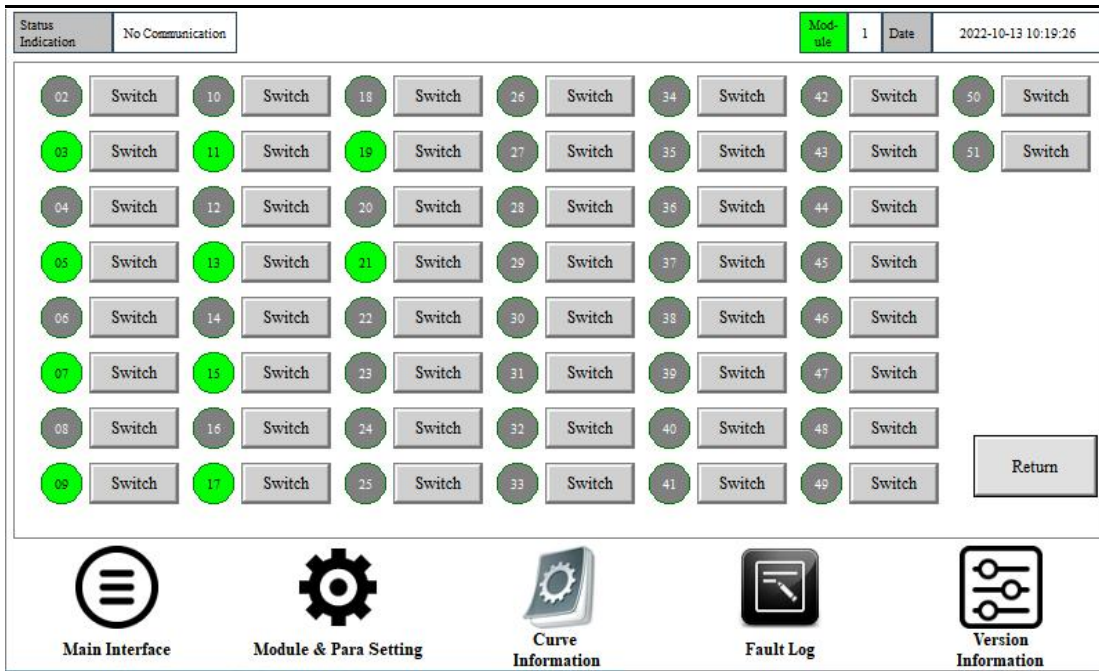 Status
Indication
No Communication
Mod-
ule
1
Date
2022-10-13 10:19:26
02 Switch 10 Switch 18 Switch 26 Switch 34 Switch 42 Switch 50 Switch
03 Switch 11 Switch 19 Switch 27 Switch 35 Switch 43 Switch 51 Switch
04 Switch 12 Switch 20 Switch 28 Switch 36 Switch 44 Switch
05 Switch 13 Switch 21 Switch 29 Switch 37 Switch 45 Switch
06 Switch 14 Switch 22 Switch 30 Switch 38 Switch 46 Switch
07 Switch 15 Switch 23 Switch 31 Switch 39 Switch 47 Switch
08 Switch 16 Switch 24 Switch 32 Switch 40 Switch 48 Switch
09 Switch 17 Switch 25 Switch 33 Switch 41 Switch 49 Switch
Return
Main Interface
Module & Para Setting
Curve
Information
Fault Log
Version
Information